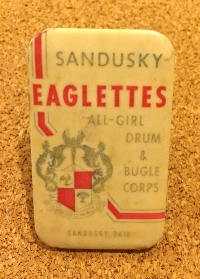 SANDUSKY
EAGLETTES
ALL-GIRL
DRUM
&
BUGLE
CORPS
SANDUSKY, OHIO